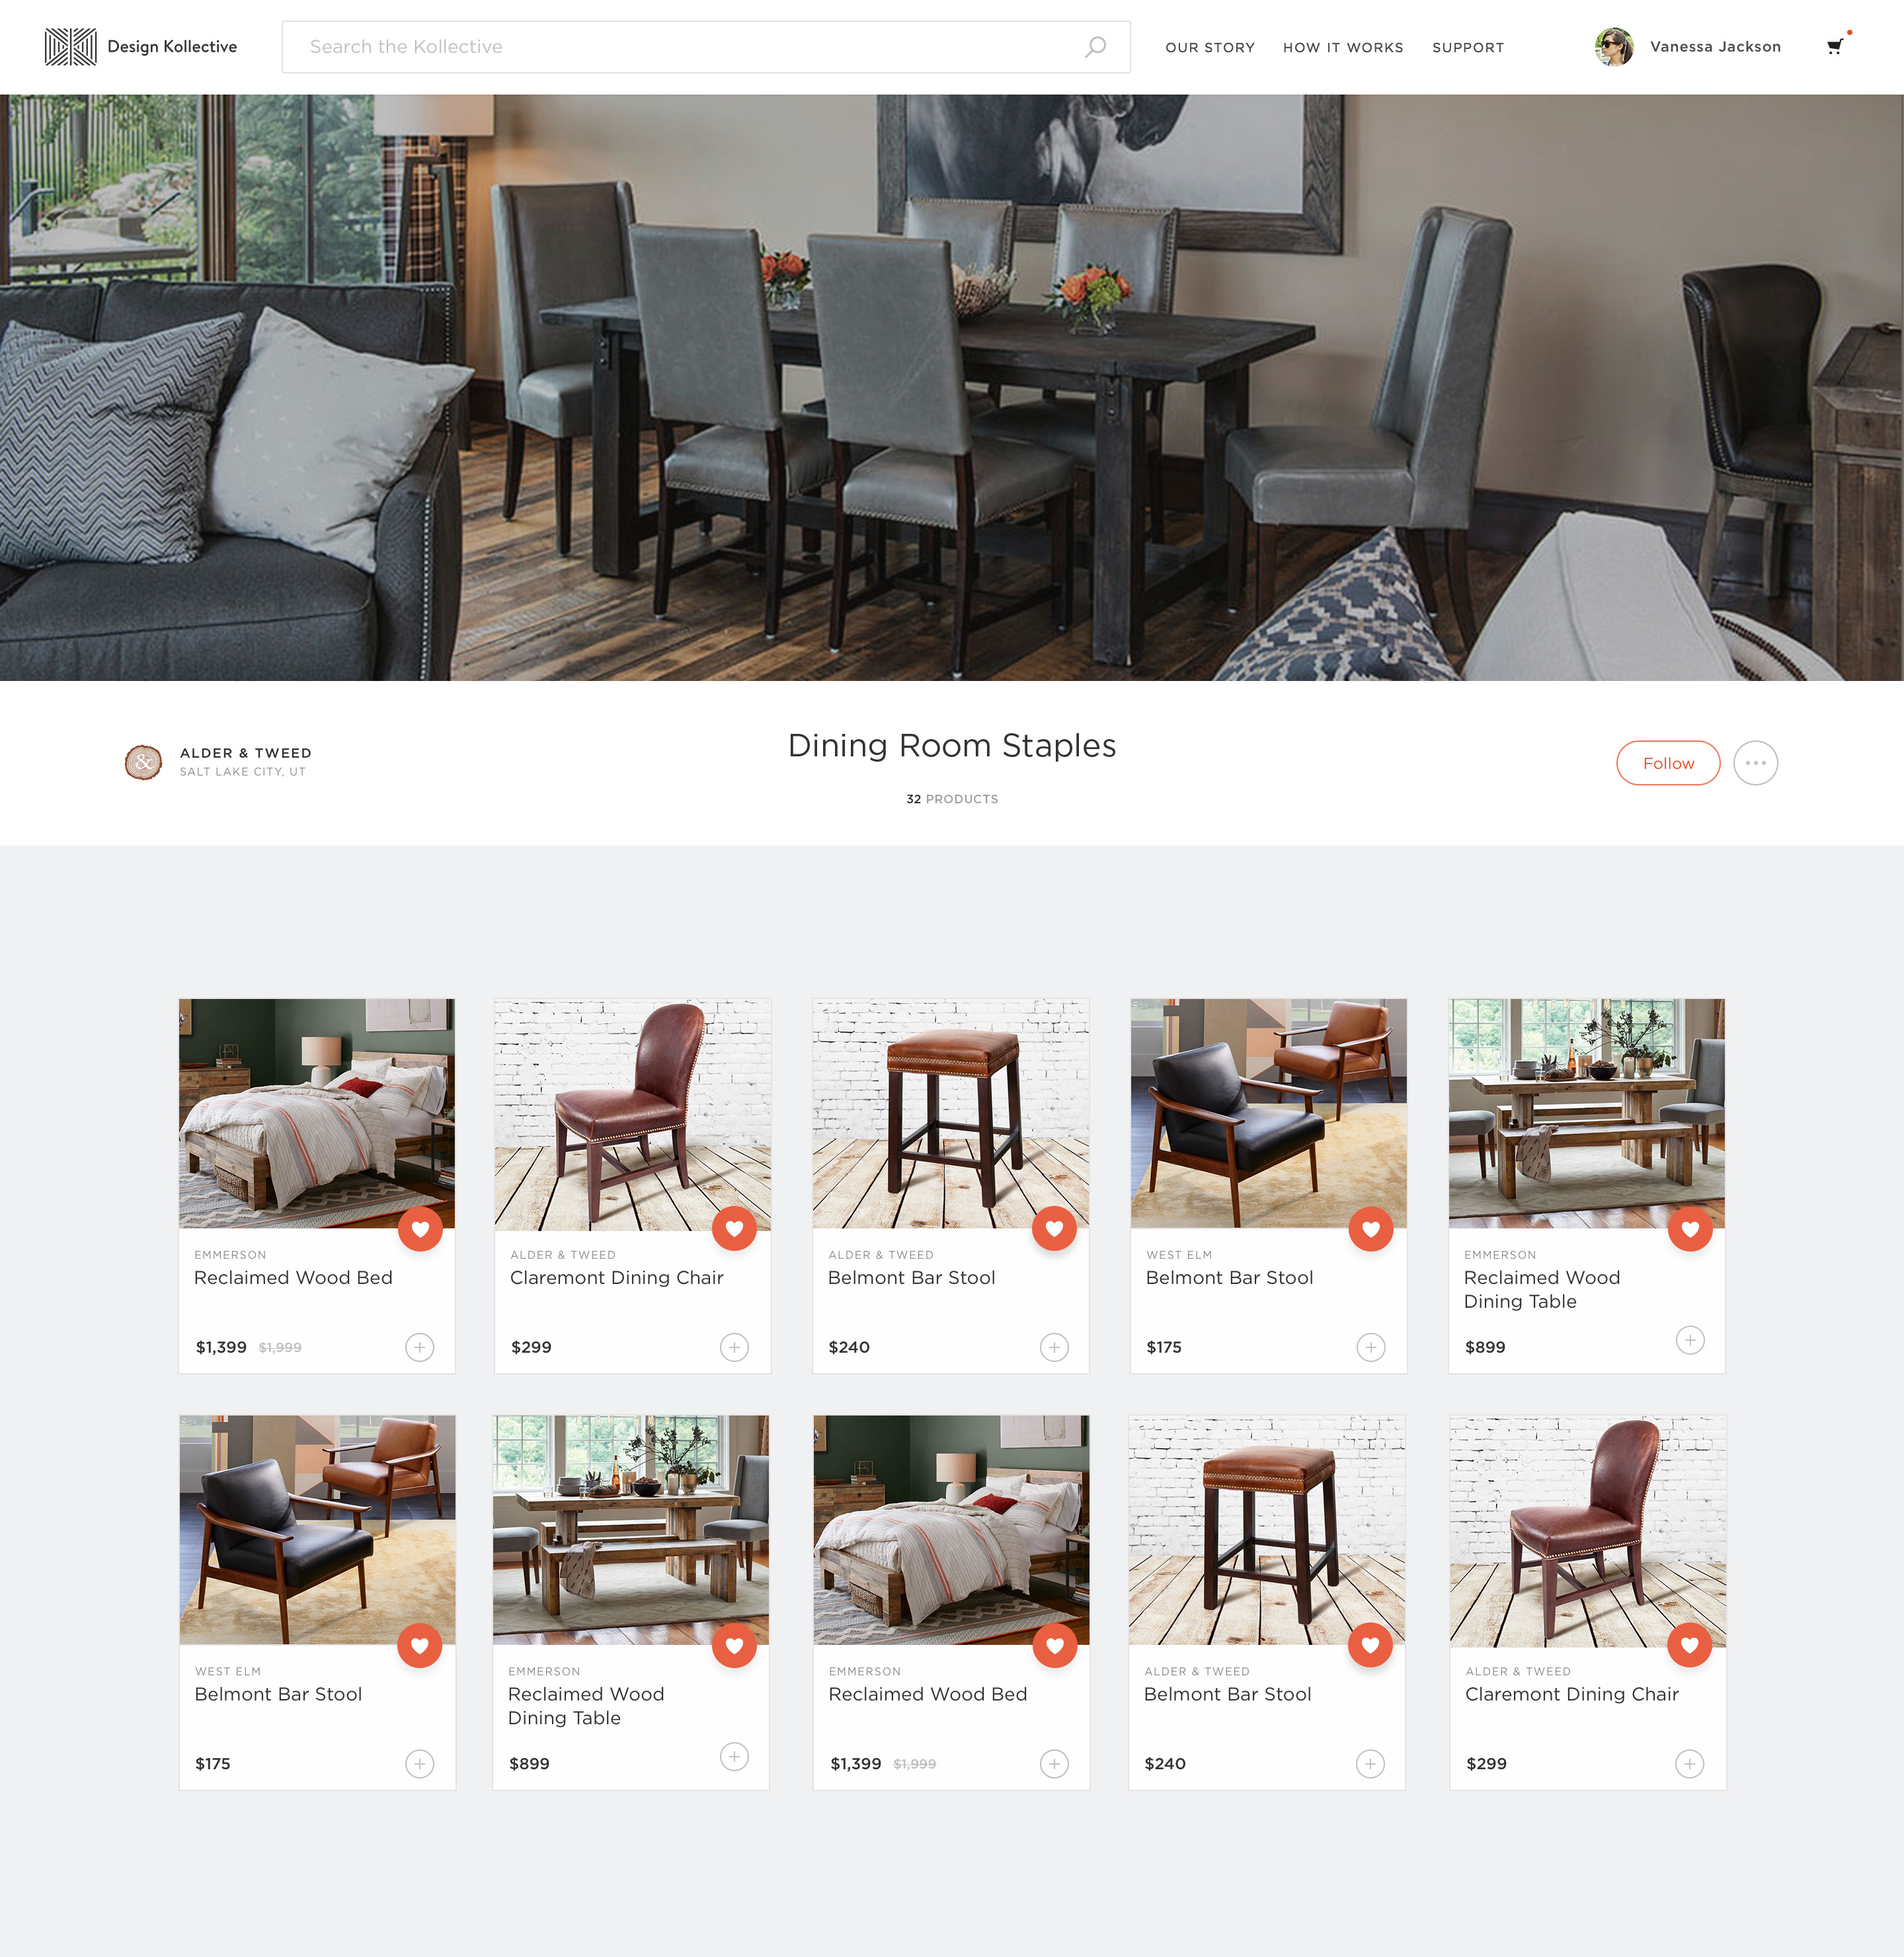 Design Kollective
Search the Kollective
OUR STORY
HOW IT WORKS
SUPPORT
Vanessa Jackson
&
ALDER & TWEED
SALT LAKE CITY, UT
Dining Room Staples
32 PRODUCTS
Follow
EMMERSON
Reclaimed Wood Bed
$1,399 $1,999
ALDER & TWEED
Claremont Dining Chair
$299
ALDER & TWEED
Belmont Bar Stool
$240
WEST ELM
Belmont Bar Stool
$175
EMMERSON
Reclaimed Wood
Dining Table
$899
WEST ELM
Belmont Bar Stool
$175
EMMERSON
Reclaimed Wood
Dining Table
$899
EMMERSON
Reclaimed Wood Bed
$1,399 $1,999
ALDER & TWEED
Belmont Bar Stool
$240
ALDER & TWEED
Claremont Dining Chair
$299